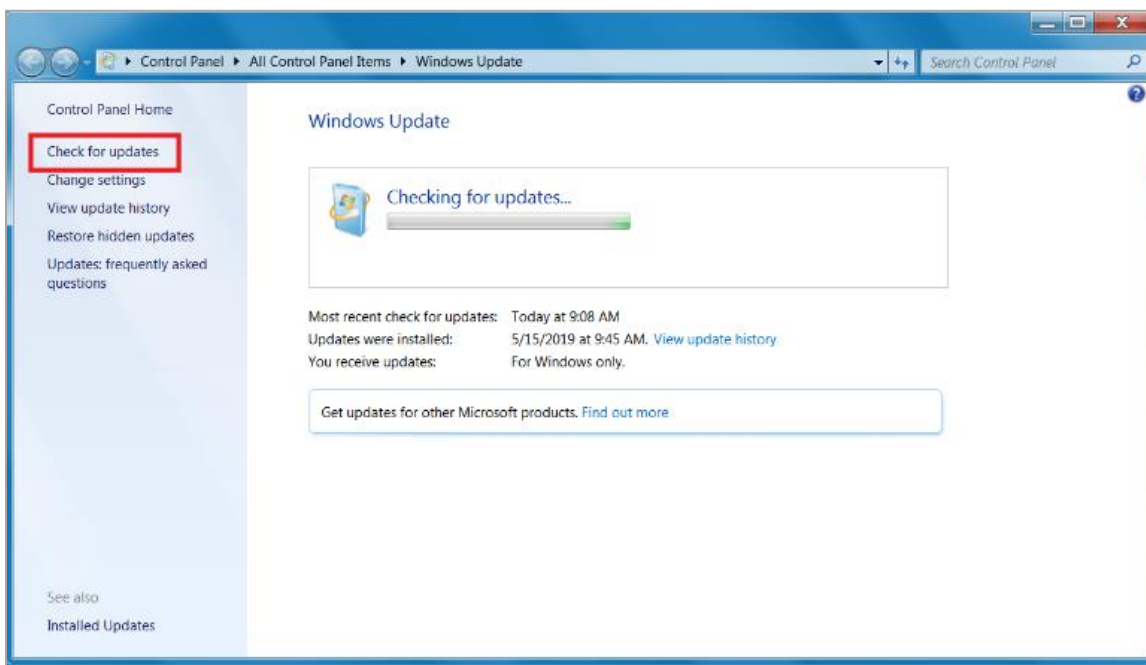 Control Panel ▸ All Control Panel Items ▸ Windows Update
Search Control Panel
Control Panel Home
Check for updates
Change settings
View update history
Restore hidden updates
Updates: frequently asked
questions
See also
Installed Updates
Windows Update
Checking for updates...
Most recent check for updates: Today at 9:08 AM
Updates were installed: 5/15/2019 at 9:45 AM. View update history
You receive updates: For Windows only.
Get updates for other Microsoft products. Find out more